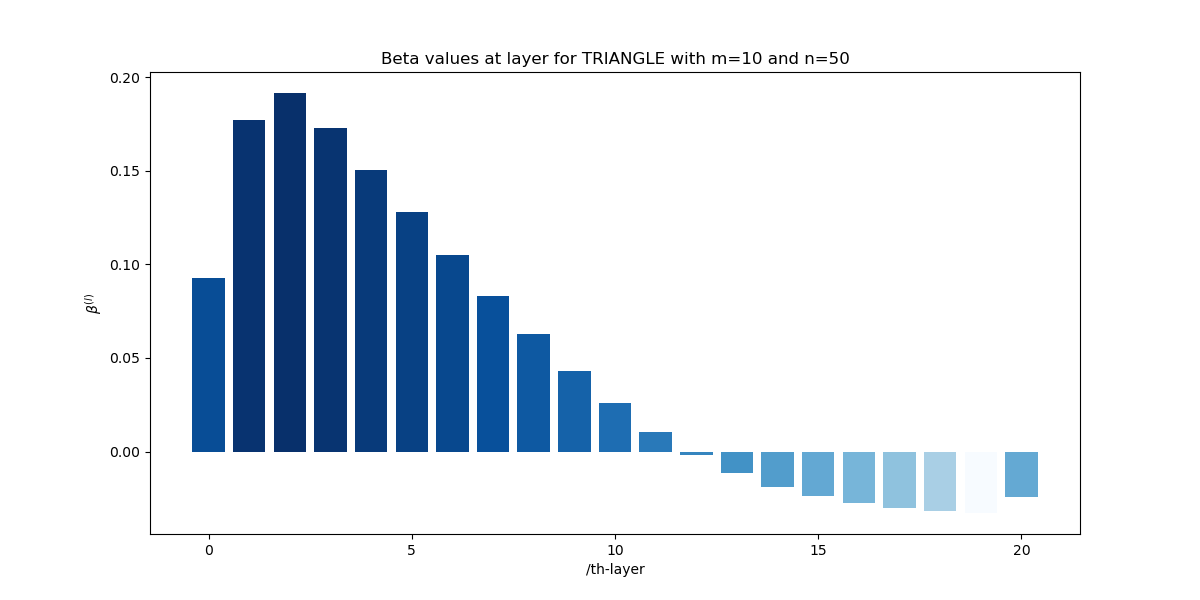 Beta values at layer for TRIANGLE with m=10 and n=50
0.20
0.15
0.10
0.05
0.00
β^(l)
0 5 10 15 20
lth-layer